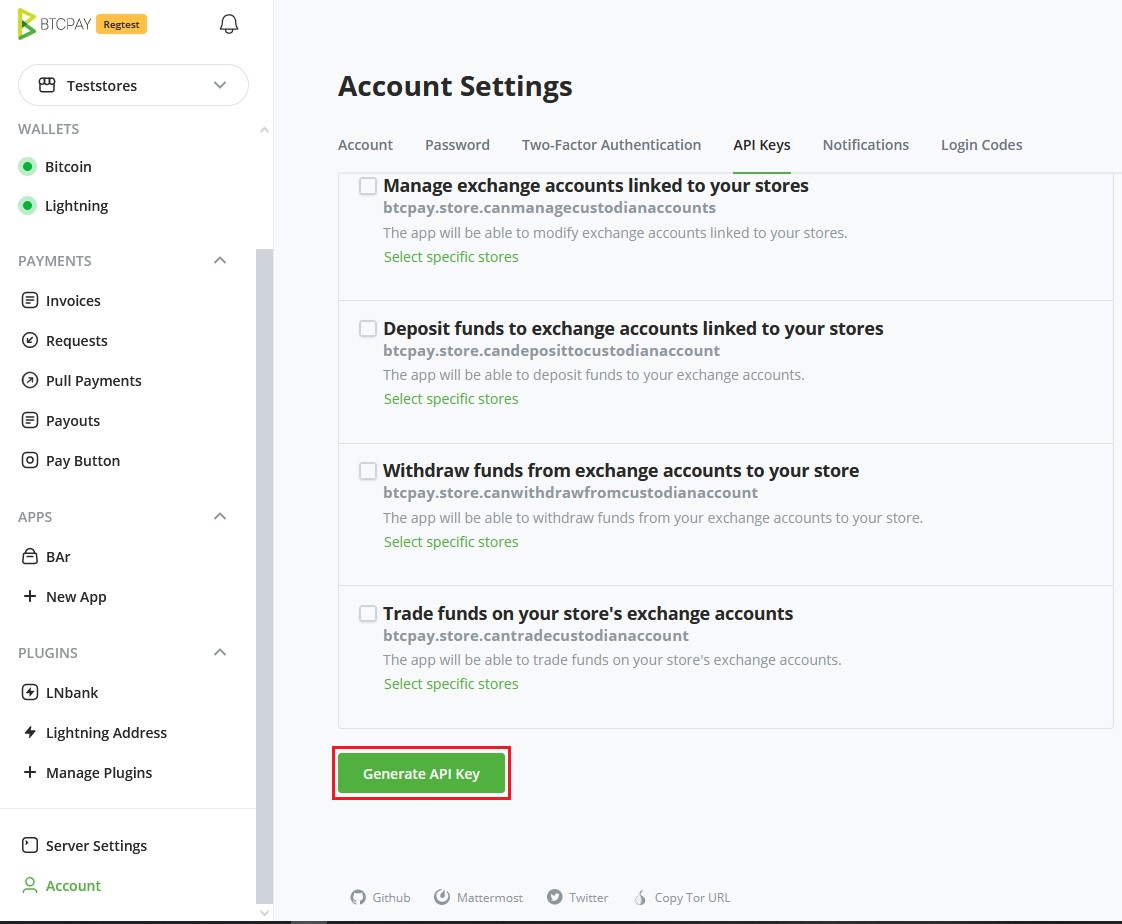 BTCPAY Regtest
Teststores
WALLETS
Bitcoin
Lightning
PAYMENTS
Invoices
Requests
Pull Payments
Payouts
Pay Button
APPS
BAr
New App
PLUGINS
LNbank
Lightning Address
Manage Plugins
Server Settings
Account
Account Settings
Account Password Two-Factor Authentication API Keys Notifications Login Codes
Manage exchange accounts linked to your stores
btcpay.store.canmanagecustodianaccounts
The app will be able to modify exchange accounts linked to your stores.
Select specific stores
Deposit funds to exchange accounts linked to your stores
btcpay.store.candeposittocustodianaccount
The app will be able to deposit funds to your exchange accounts.
Select specific stores
Withdraw funds from exchange accounts to your store
btcpay.store.canwithdrawfromcustodianaccount
The app will be able to withdraw funds from your exchange accounts to your store.
Select specific stores
Trade funds on your store's exchange accounts
btcpay.store.cantradecustodianaccount
The app will be able to trade funds on your store's exchange accounts.
Select specific stores
Generate API Key
Github Mattermost Twitter Copy Tor URL